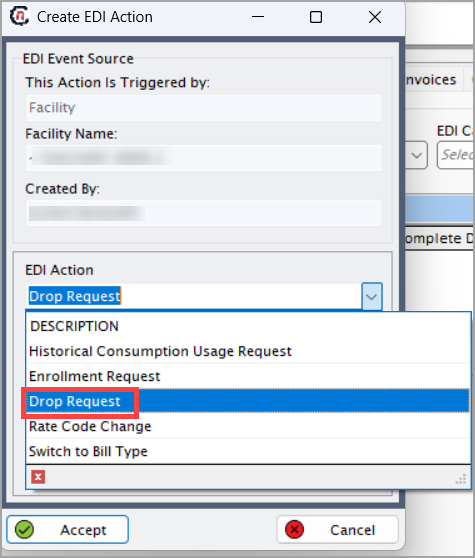 Create EDI Action
EDI Event Source
This Action Is Triggered by:
Facility
Facility Name:
Created By:
EDI Action
Drop Request
DESCRIPTION
Historical Consumption Usage Request
Enrollment Request
Drop Request
Rate Code Change
Switch to Bill Type
Accept
Cancel
nvoices
EDI Ca
Selec
omplete D